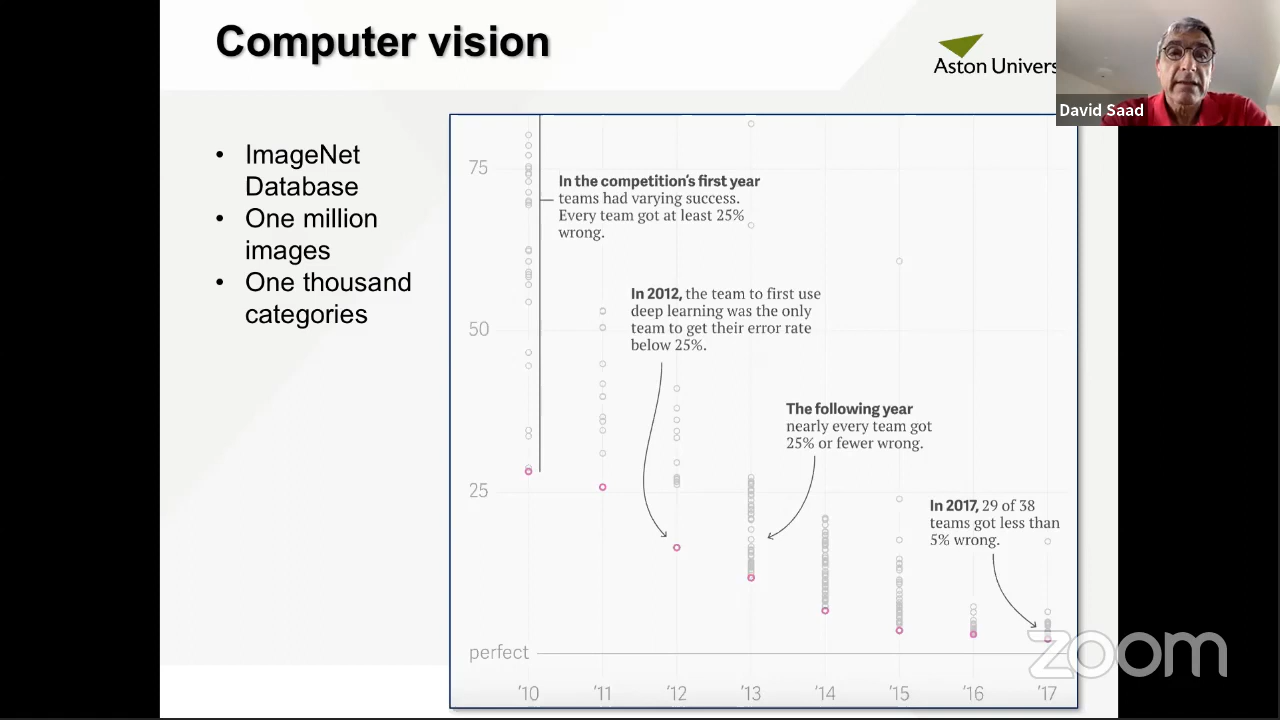 Computer vision
Aston Univers
David Saad
• ImageNet
Database
• One million
images
• One thousand
categories
75
In the competition's first year
teams had varying success.
Every team got at least 25%
wrong.
In 2012, the team to first use
deep learning was the only
team to get their error rate
below 25%.
50
The following year
nearly every team got
25% or fewer wrong.
25
In 2017, 29 of 38
teams got less than
5% wrong.
perfect
zoom
'10 '11 '12 '13 '14 '15 '16 '17